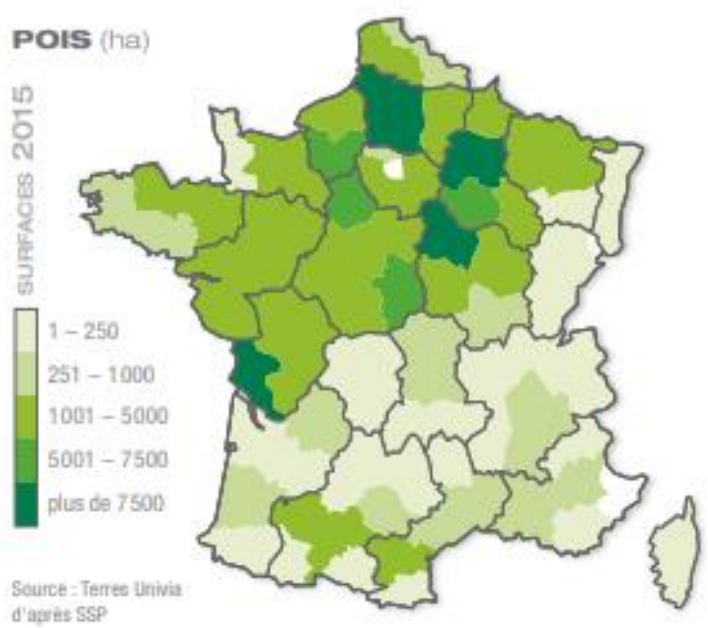 POIS (ha)
SURFACES 2015
1 – 250
251 – 1000
1001 – 5000
5001 – 7500
plus de 7500
Source : Terres Univia
d'après SSP